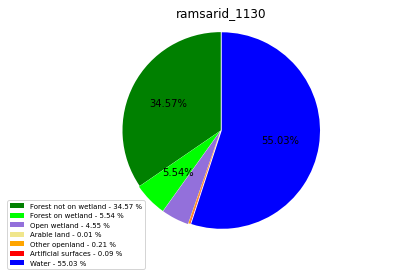 ramsarid_1130
34.57%
55.03%
5.54%
Forest not on wetland - 34.57 %
Forest on wetland - 5.54 %
Open wetland - 4.55 %
Arable land - 0.01 %
Other openland - 0.21 %
Artificial surfaces - 0.09 %
Water - 55.03 %